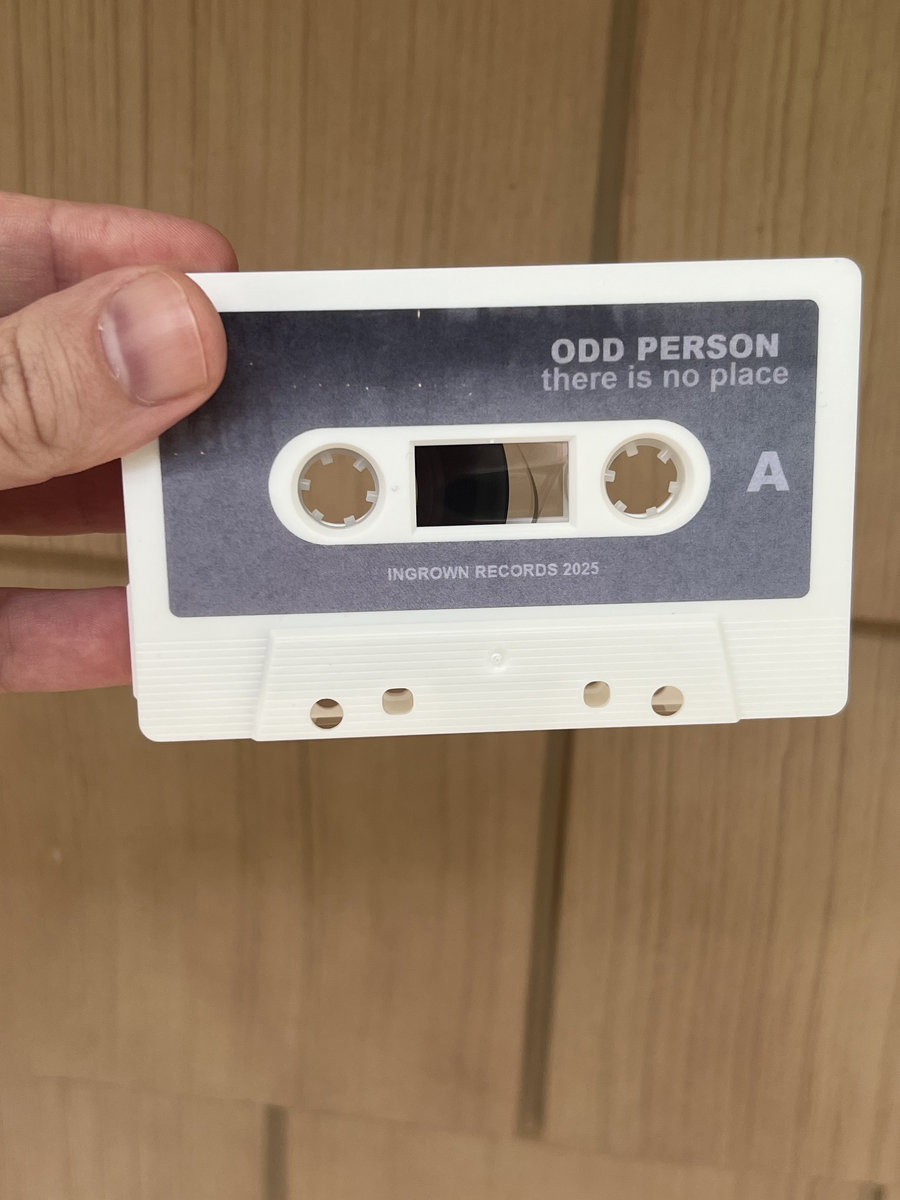 ODD PERSON
there is no place
A
INGROWN RECORDS 2025